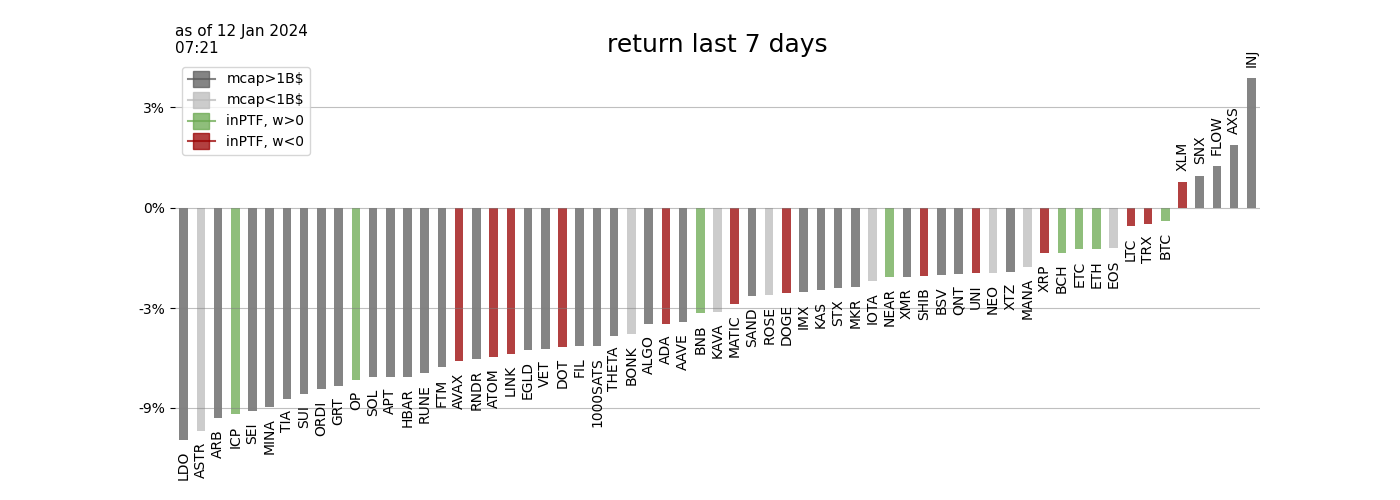 as of 12 Jan 2024
07:21
return last 7 days
mcap>1B$
mcap<1B$
inPTF, w>0
inPTF, w<0
3%
0%
-3%
-9%
LDO
ASTR
ARB
ICP
SEI
MINA
TIA
SUI
ORDI
GRT
OP
SOL
APT
HBAR
RUNE
FTM
AVAX
RNDR
ATOM
LINK
EGLD
VET
DOT
FIL
1000SATS
THETA
BONK
ALGO
ADA
AAVE
BNB
KAVA
MATIC
SAND
ROSE
DOGE
IMX
KAS
STX
MKR
IOTA
NEAR
XMR
SHIB
BSV
QNT
UNI
NEO
XTZ
MANA
XRP
BCH
ETC
ETH
EOS
LTC
TRX
BTC
XLM
SNX
FLOW
AXS
INJ